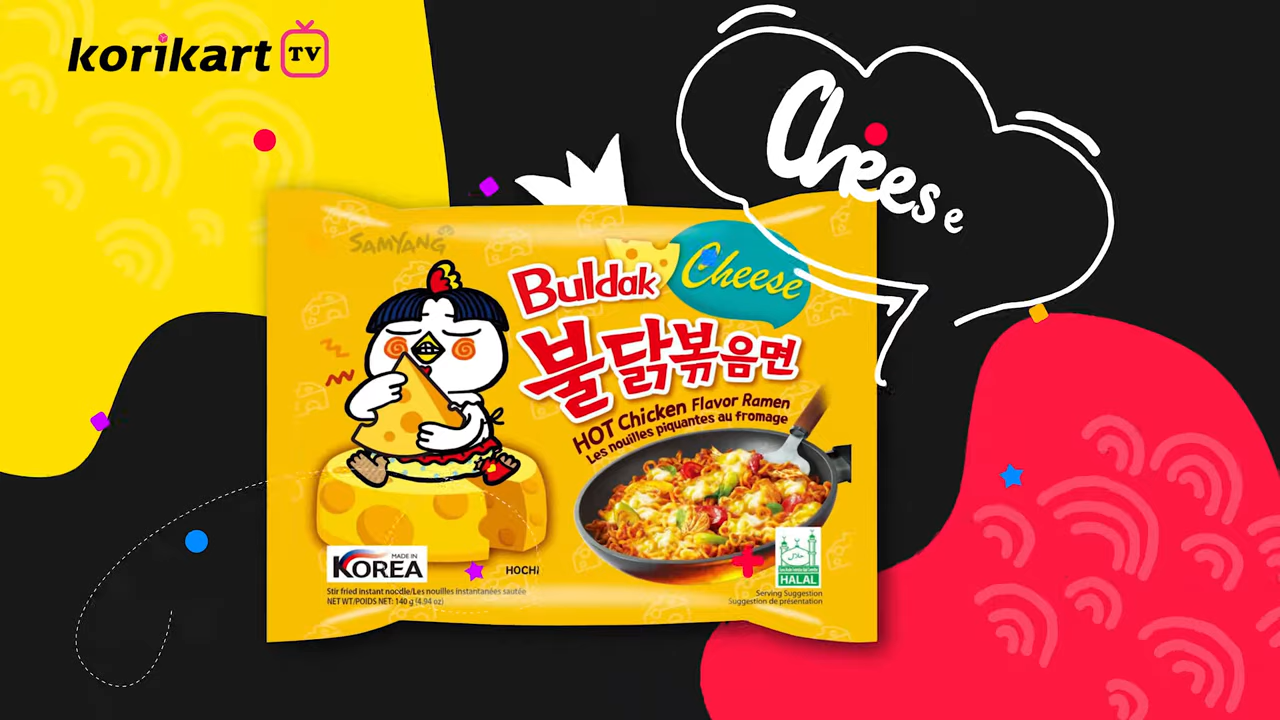 korikart TV
Cheese
SAMYANG
Buldak
Cheese
불닭볶음면
HOT Chicken Flavor Ramen
Les nouilles piquantes au fromage
MADE IN
KOREA
HOCHI
حلال
HALAL
Stir fried instant noodle/Les nouilles instantanées sautée
NET WT/POIDS NET: 140 g (4.94 oz)
Serving Suggestion
Suggestion de présentation